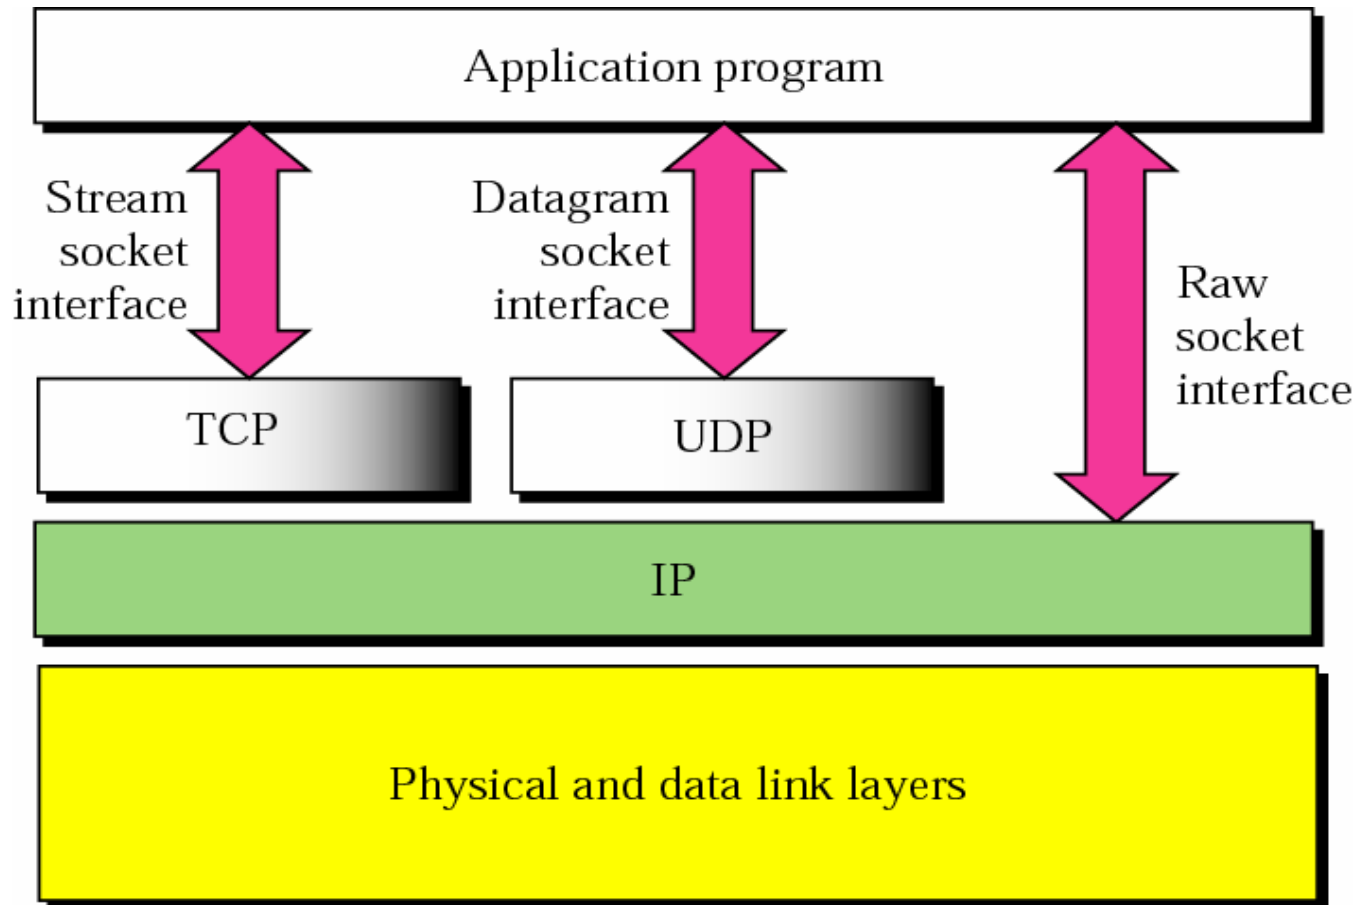 Application program
Stream
socket
interface
Datagram
socket
interface
Raw
socket
interface
TCP
UDP
IP
Physical and data link layers